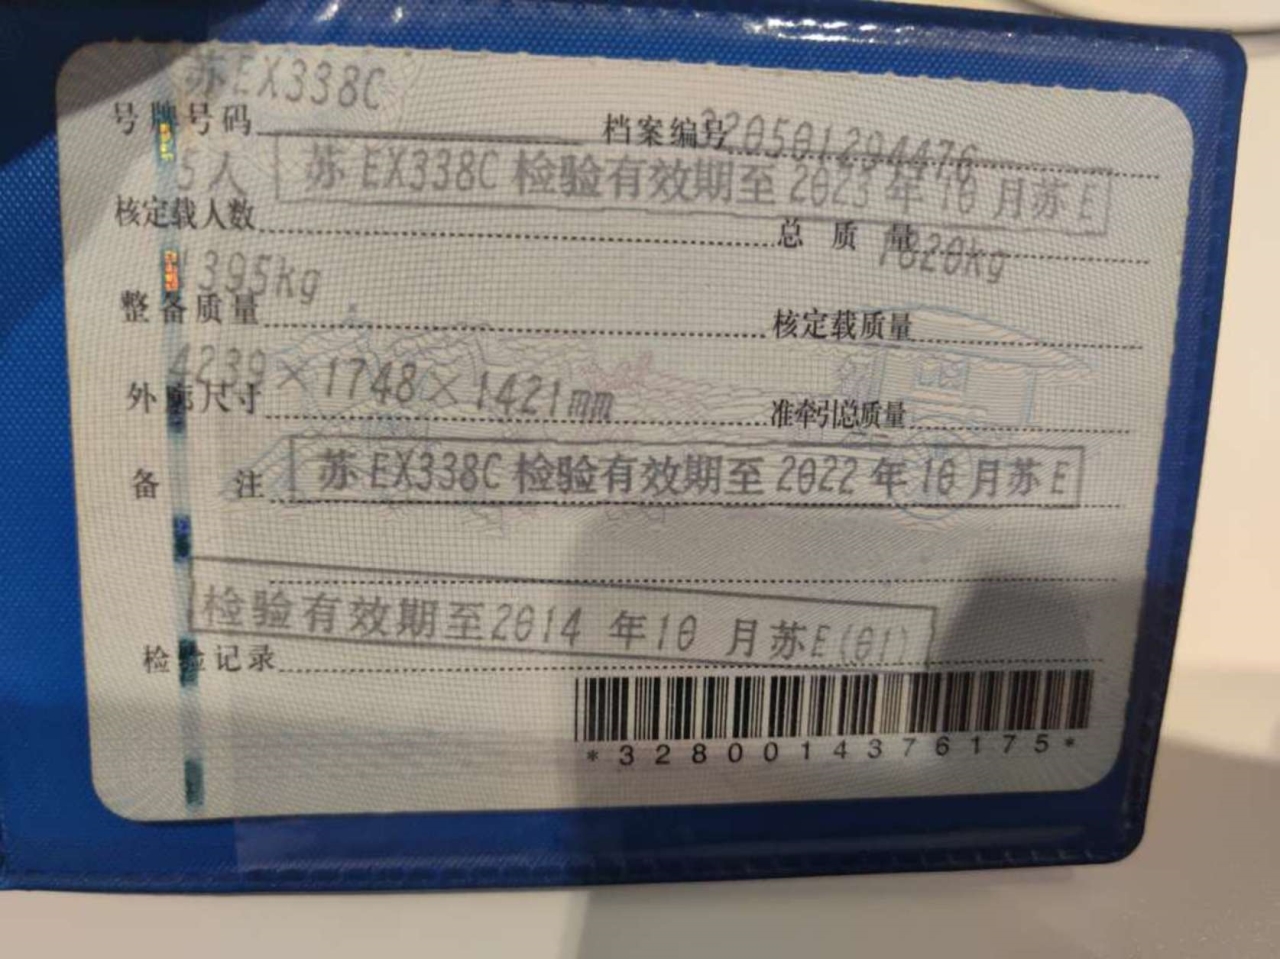 苏EX338C
号牌号码 档案编号 320501294476
5人 苏EX338C 检验有效期至2023年10月苏E
核定载人数 总质量 1820kg
1395kg
整备质量 核定载质量
4239×1748×1421mm
外廓尺寸 准牵引总质量
备注 苏EX338C 检验有效期至2022年10月苏E
检验有效期至2014年10月苏E(01)
检验记录
*3280014376175*